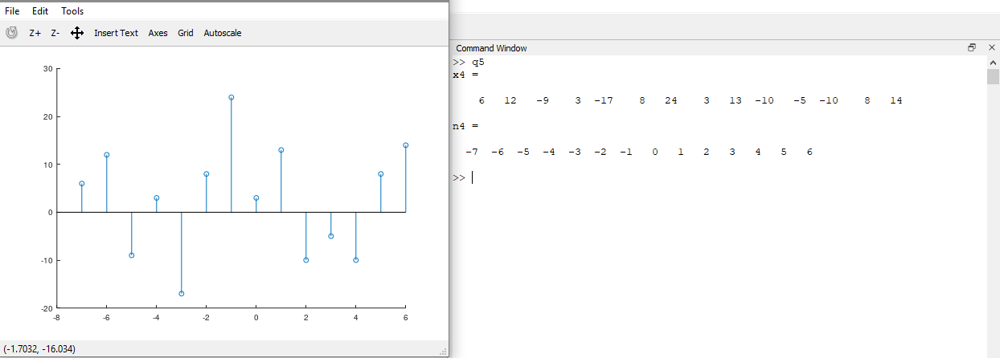 File Edit Tools
Z+ Z- Insert Text Axes Grid Autoscale
30
20
10
0
-10
-20
-8 -6 -4 -2 0 2 4 6
(-1.7032, -16.034)
Command Window
>> q5
x4 =
6 12 -9 3 -17 8 24 3 13 -10 -5 -10 8 14
n4 =
-7 -6 -5 -4 -3 -2 -1 0 1 2 3 4 5 6
>>